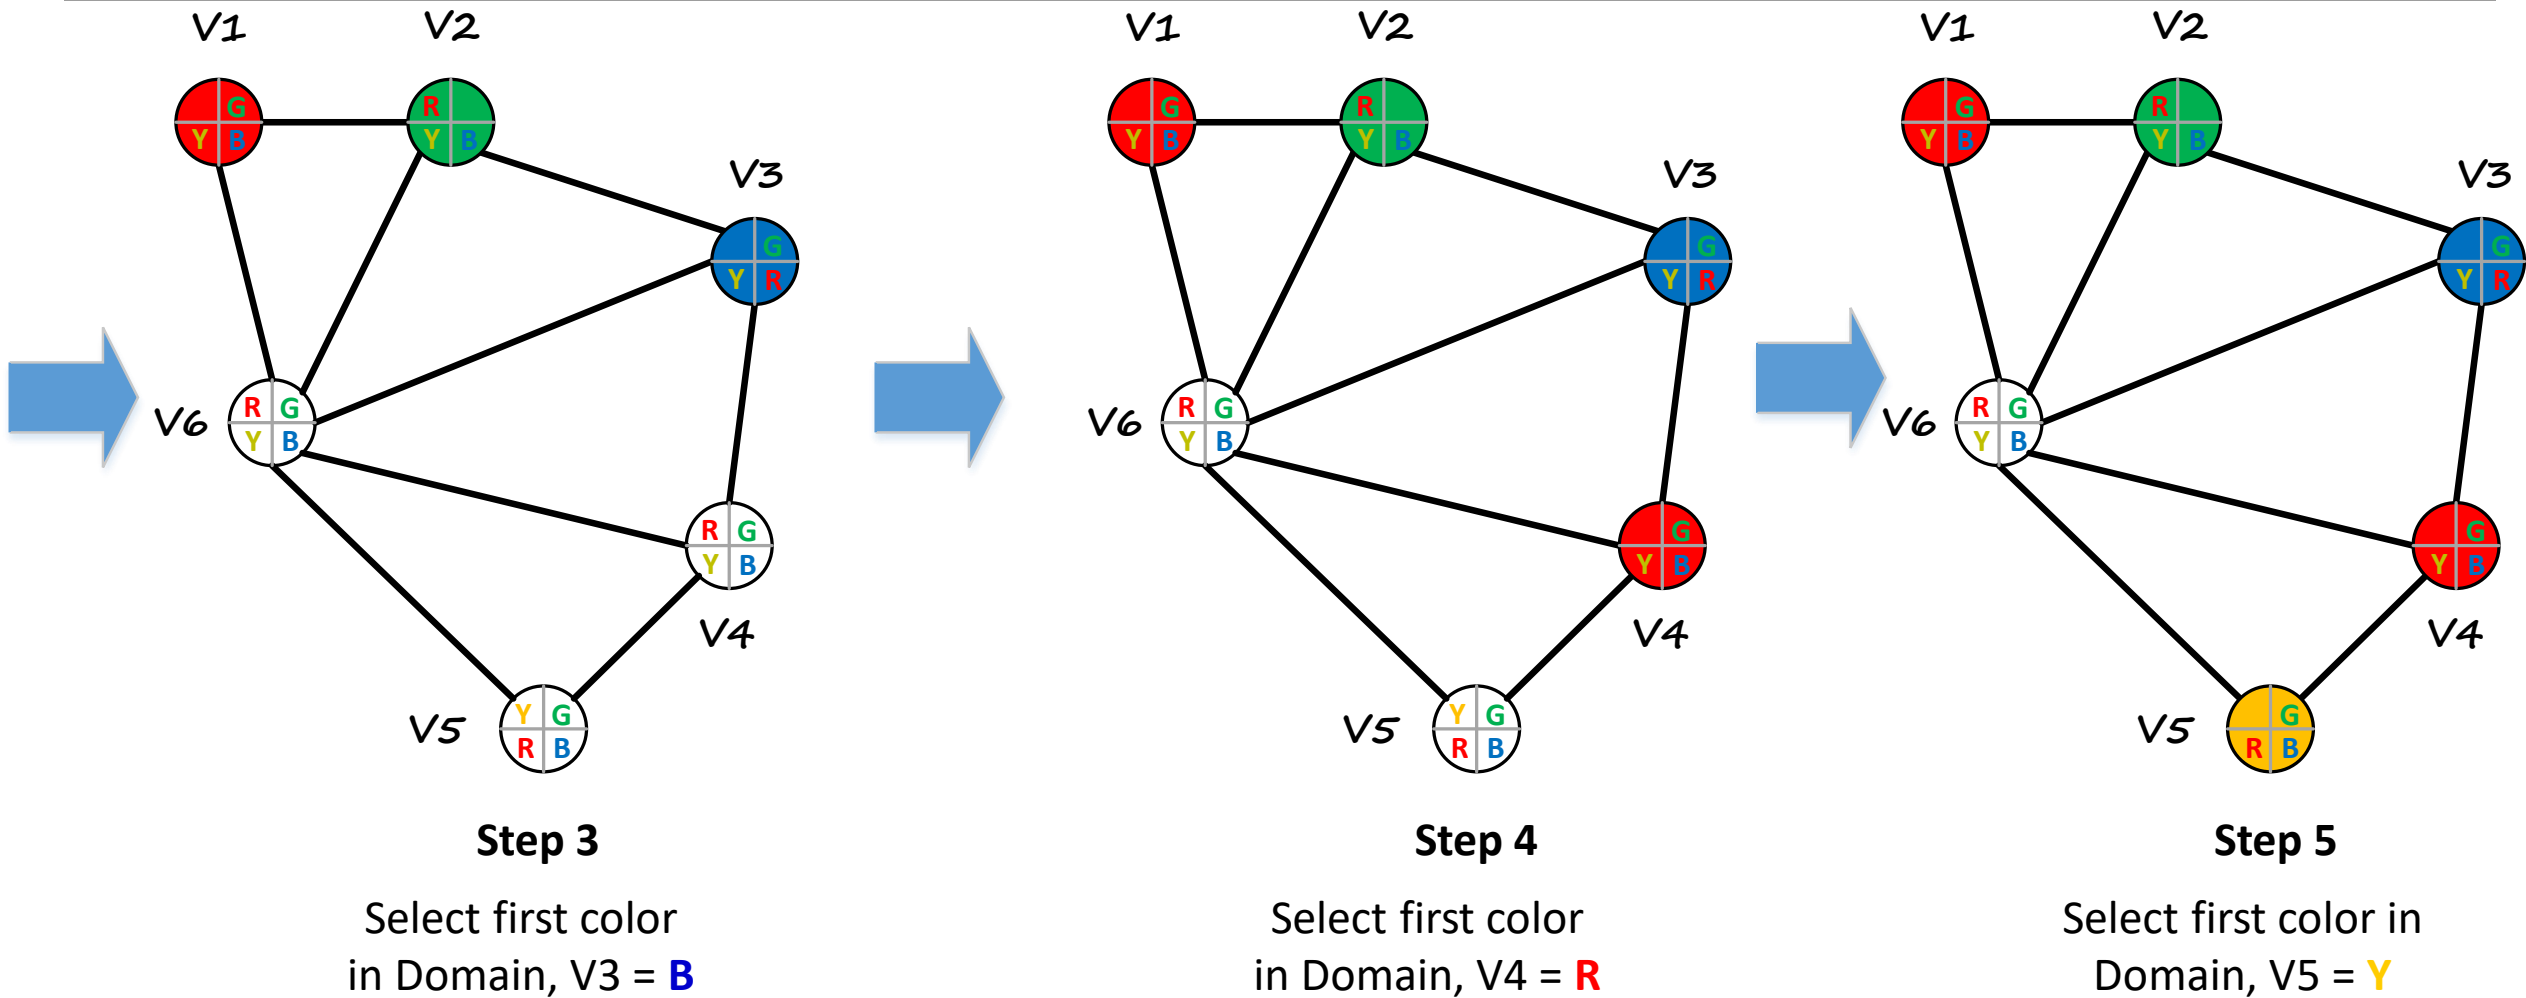 V1 V2
G R
Y B Y B
V3
G
Y R
V6
R G
Y B
R G
Y B
V4
V5
Y G
R B
Step 3
Select first color
in Domain, V3 = B
V1 V2
G R
Y B Y B
V3
G
Y R
V6
R G
Y B
G
Y B
V4
V5
Y G
R B
Step 4
Select first color
in Domain, V4 = R
V1 V2
G R
Y B Y B
V3
G
Y R
V6
R G
Y B
G
Y B
V4
V5
G
R B
Step 5
Select first color in
Domain, V5 = Y